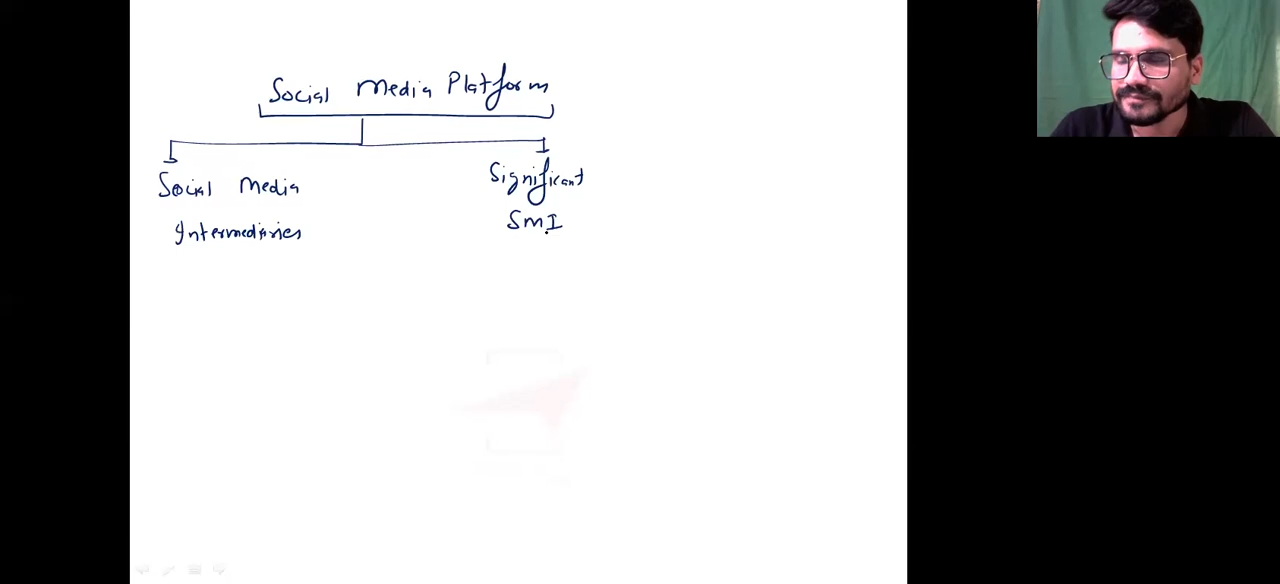 Social Media Platform
Social Media
Intermediaries
Significant
SMI